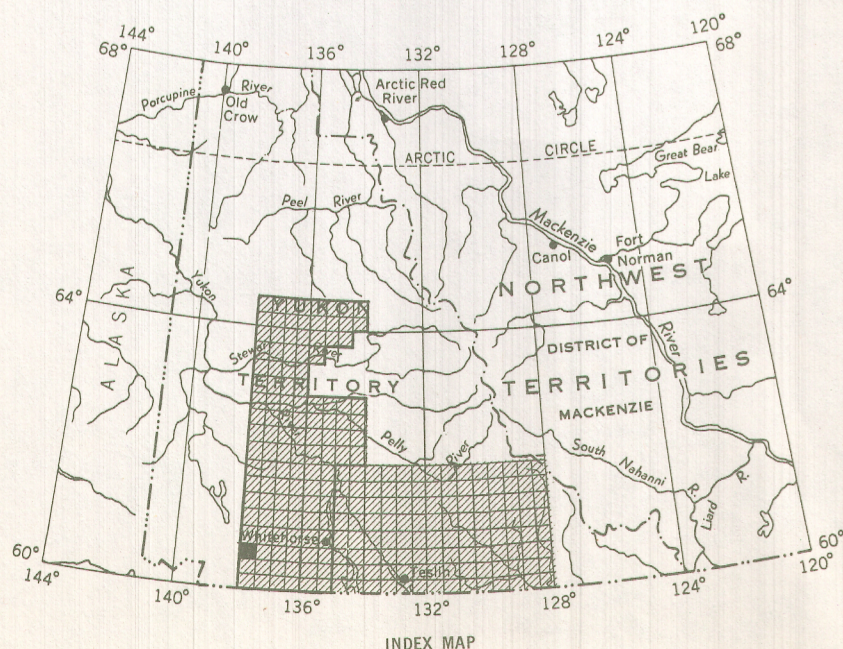 144°
140°
136°
132°
128°
124°
120°
68°
68°
Porcupine River
Old
Crow
Arctic Red
River
ARCTIC CIRCLE
Great Bear
Lake
Peel River
Mackenzie
Fort
Norman
Canol
NORTHWEST
64°
64°
ALASKA
Yukon
YUKON
River
DISTRICT OF
Stewart River
TERRITORY
TERRITORIES
MACKENZIE
Pelly
River
South Nahanni
R.
Liard
R.
Whitehorse
Teslin
60°
60°
144°
140°
136°
132°
128°
124°
120°
INDEX MAP